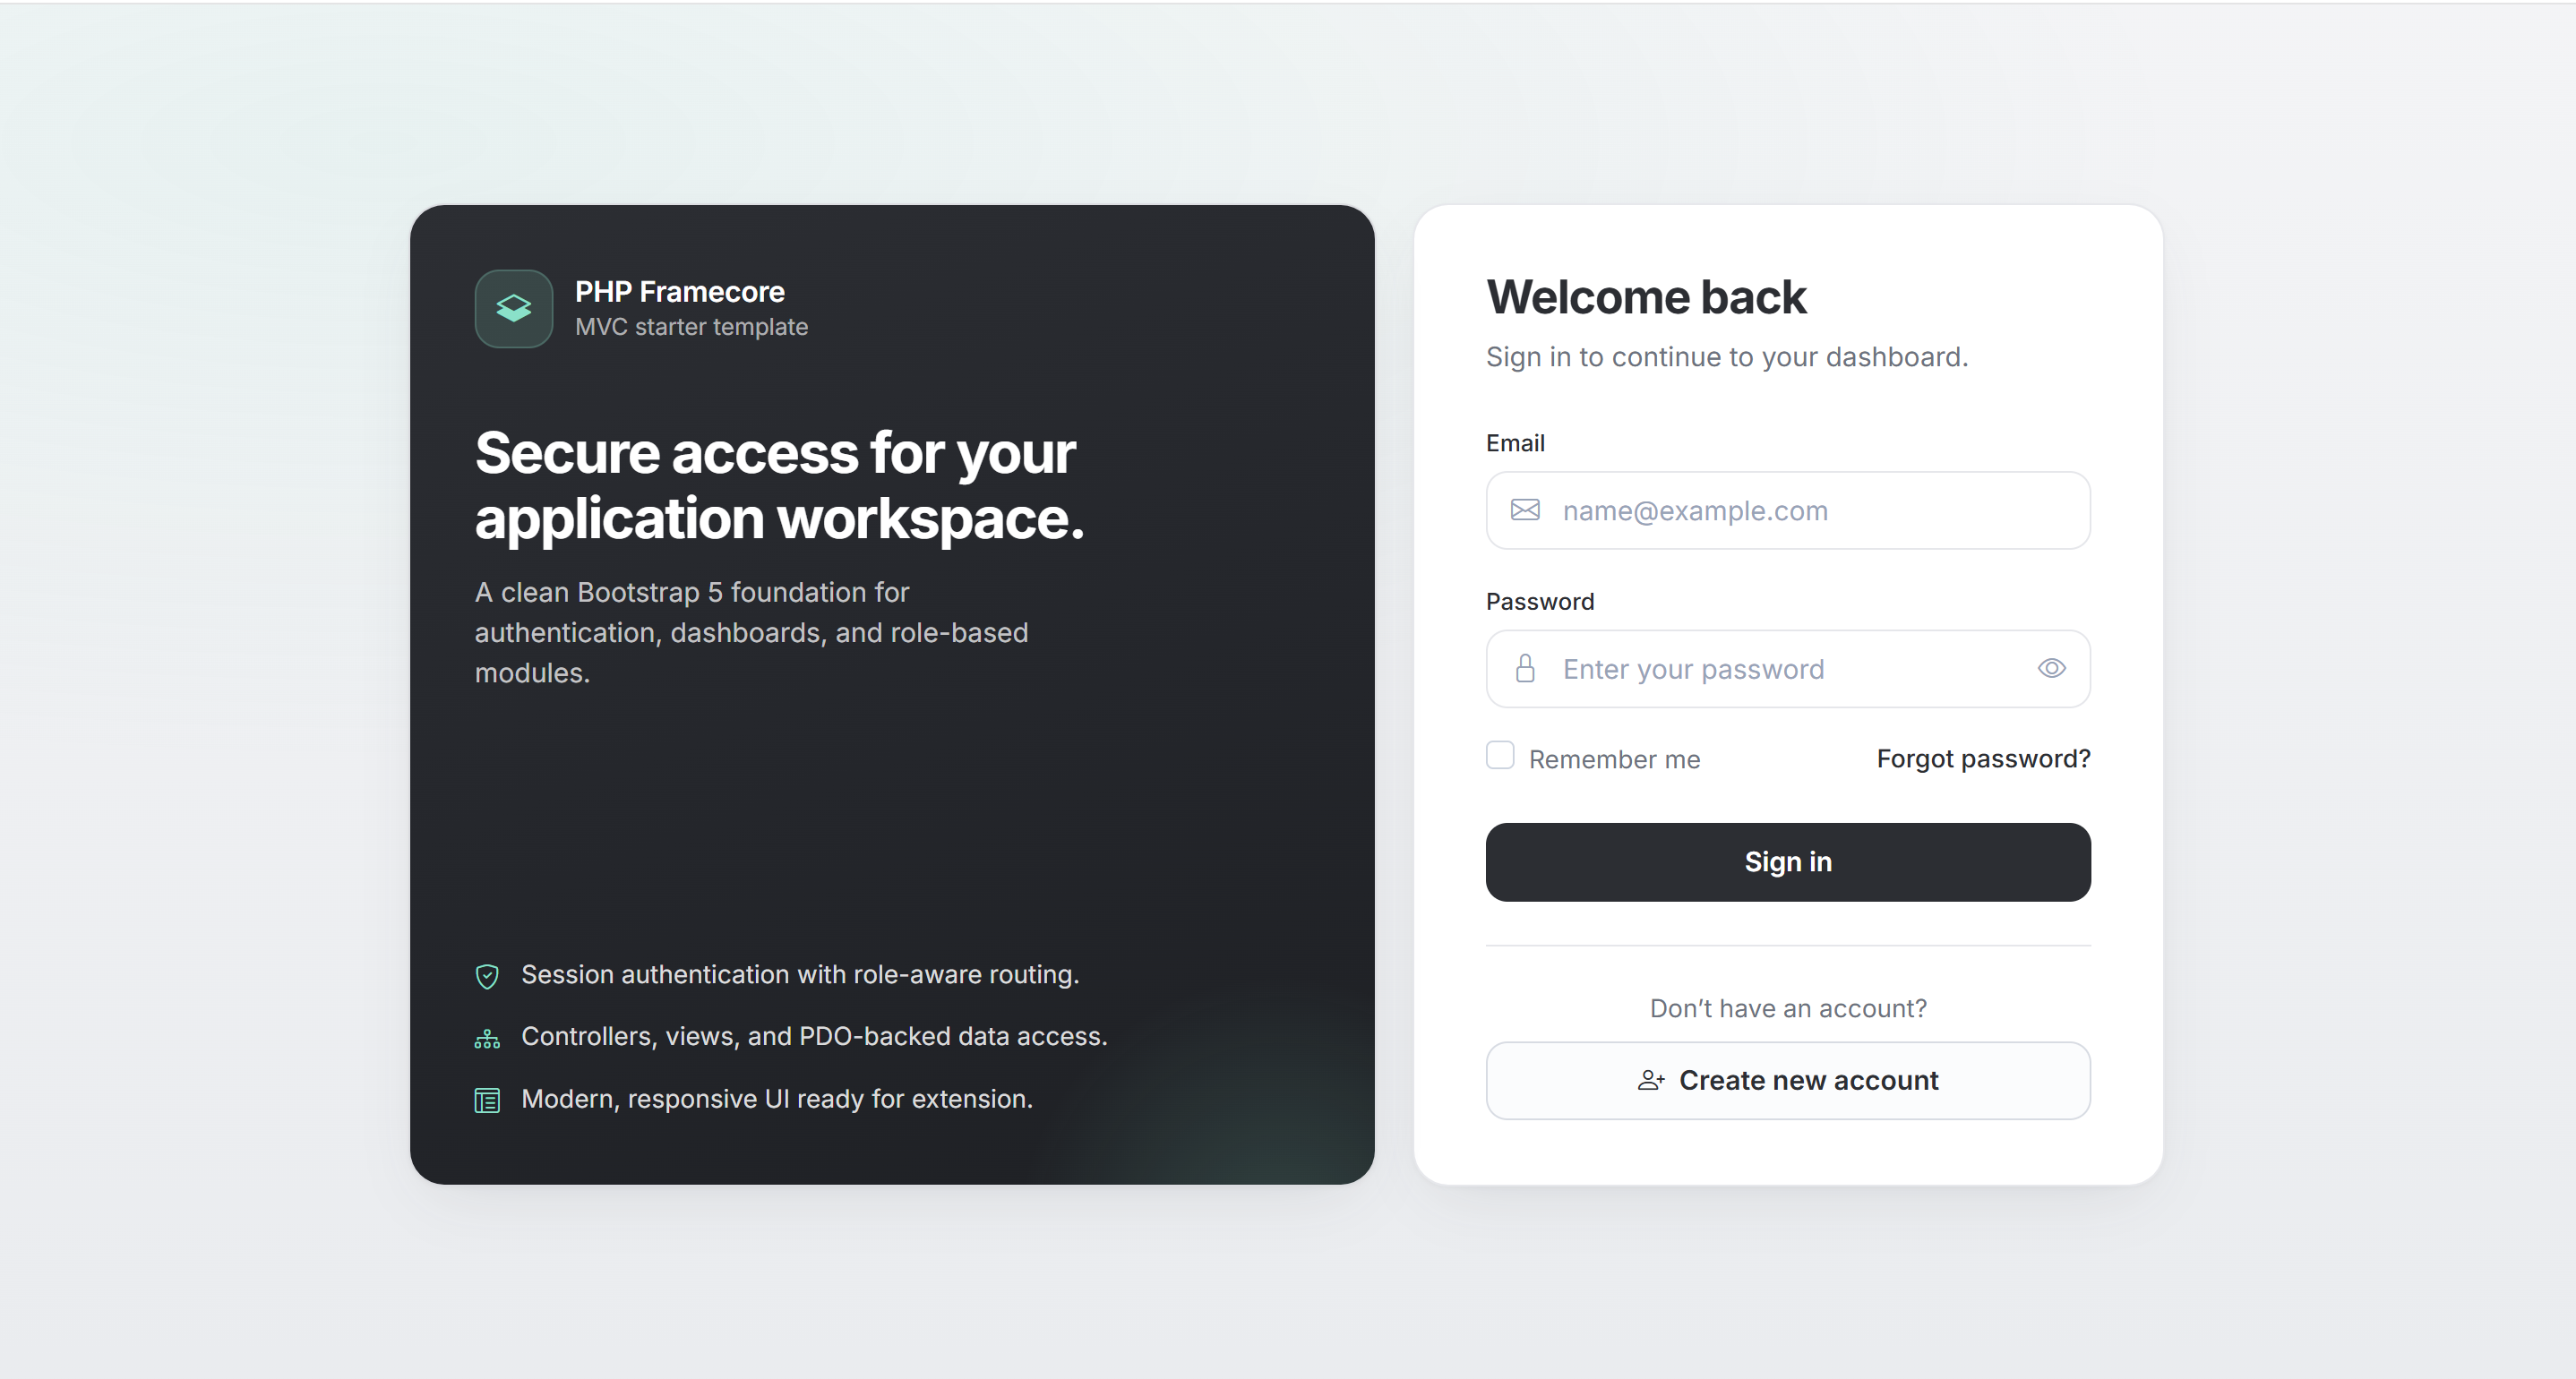 PHP Framecore
MVC starter template
Secure access for your
application workspace.
A clean Bootstrap 5 foundation for
authentication, dashboards, and role-based
modules.
Session authentication with role-aware routing.
Controllers, views, and PDO-backed data access.
Modern, responsive UI ready for extension.
Welcome back
Sign in to continue to your dashboard.
Email
name@example.com
Password
Enter your password
Remember me
Forgot password?
Sign in
Don’t have an account?
Create new account